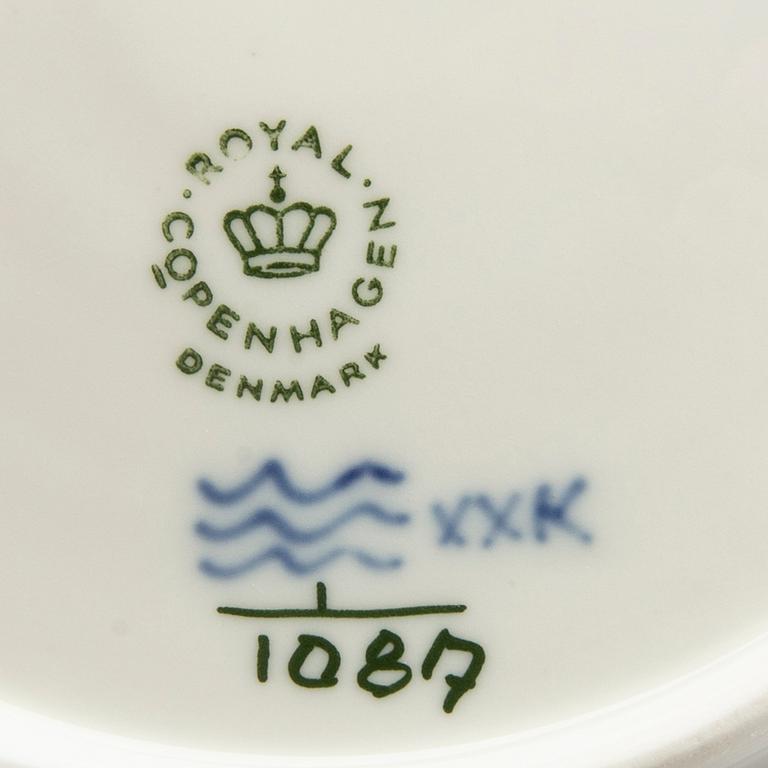 ROYAL
COPENHAGEN
DENMARK
XXK
1
1087